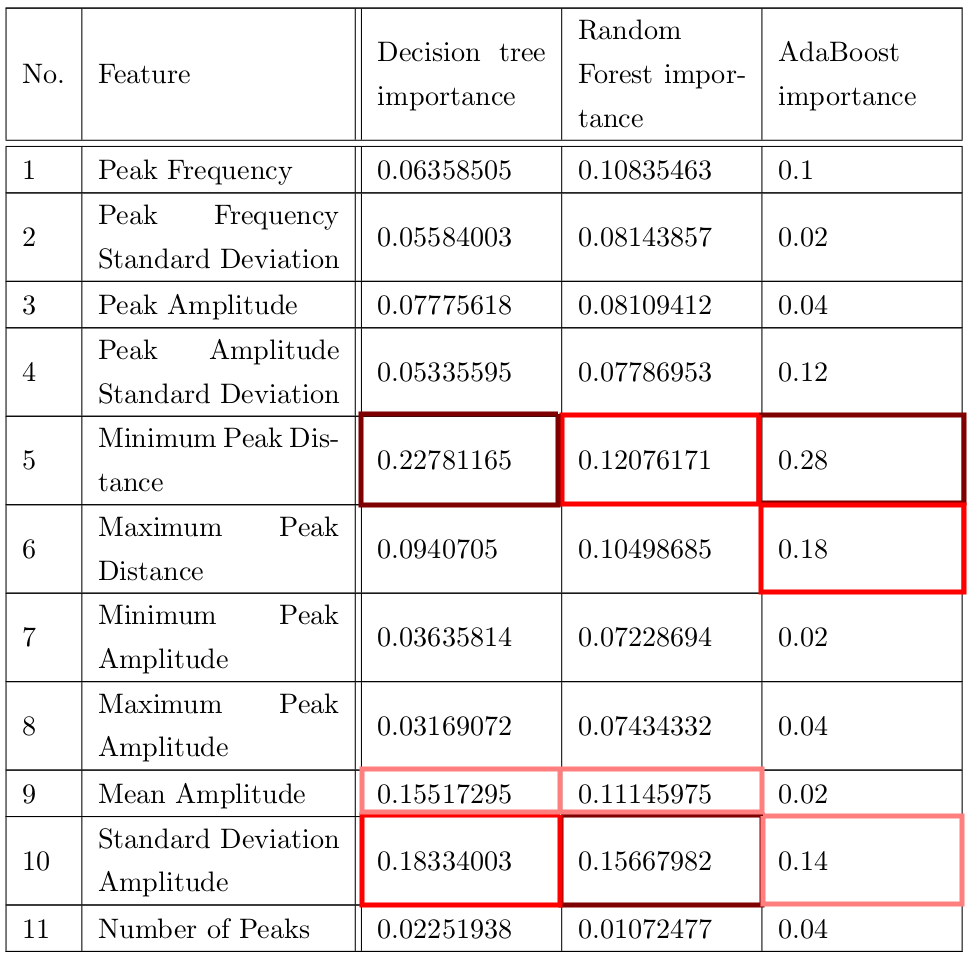 No. Feature Decision tree importance Random Forest impor-tance AdaBoost importance
1 Peak Frequency 0.06358505 0.10835463 0.1
2 Peak Frequency Standard Deviation 0.05584003 0.08143857 0.02
3 Peak Amplitude 0.07775618 0.08109412 0.04
4 Peak Amplitude Standard Deviation 0.05335595 0.07786953 0.12
5 Minimum Peak Dis-tance 0.22781165 0.12076171 0.28
6 Maximum Peak Distance 0.0940705 0.10498685 0.18
7 Minimum Peak Amplitude 0.03635814 0.07228694 0.02
8 Maximum Peak Amplitude 0.03169072 0.07434332 0.04
9 Mean Amplitude 0.15517295 0.11145975 0.02
10 Standard Deviation Amplitude 0.18334003 0.15667982 0.14
11 Number of Peaks 0.02251938 0.01072477 0.04